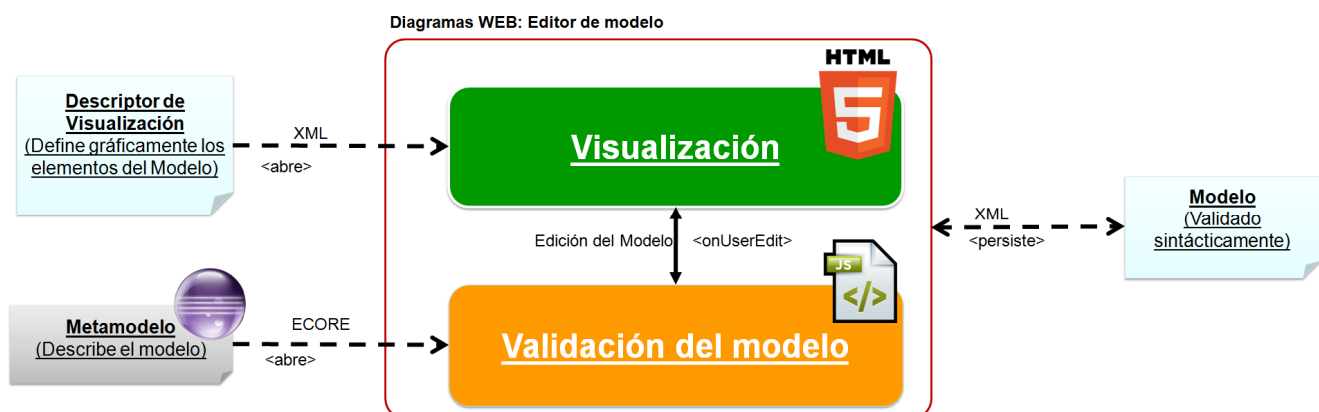 Diagramas WEB: Editor de modelo
HTML
5
Descriptor de
Visualización
(Define gráficamente los
elementos del Modelo)
XML
<abre>
Visualización
Edición del Modelo
<onUserEdit>
XML
<persiste>
Modelo
(Validado
sintácticamente)
JS
</>
Metamodelo
(Describe el modelo)
ECORE
<abre>
Validación del modelo